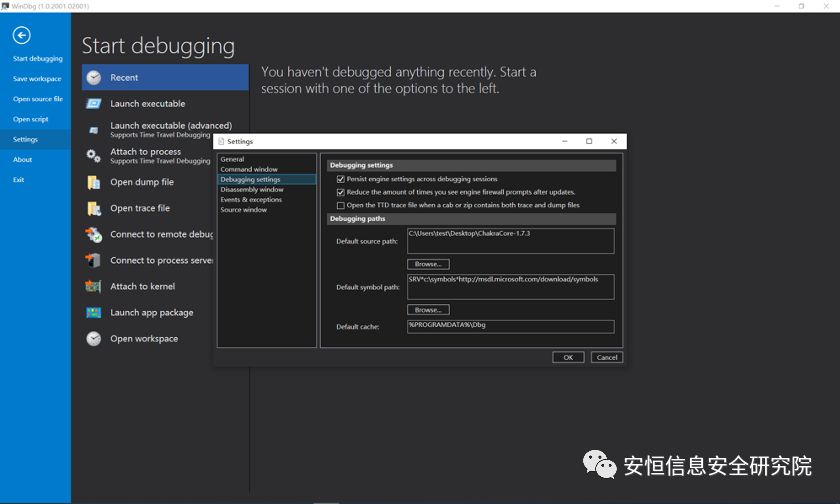 WinDbg (1.0.2001.02001)
Start debugging
Save workspace
Open source file
Open script
Settings
About
Exit
Start debugging
Recent
Launch executable
Launch executable (advanced)
Supports Time Travel Debugging
Attach to process
Supports Time Travel Debugging
Open dump file
Open trace file
Connect to remote debug
Connect to process server
Attach to kernel
Launch app package
Open workspace
You haven't debugged anything recently. Start a
session with one of the options to the left.
Settings
General
Command window
Debugging settings
Disassembly window
Events & exceptions
Source window
Debugging settings
Persist engine settings across debugging sessions
Reduce the amount of times you see engine firewall prompts after updates.
Open the TTD trace file when a cab or zip contains both trace and dump files
Debugging paths
Default source path:
C:\Users\test\Desktop\ChakraCore-1.7.3
Browse...
Default symbol path:
SRV*c:\symbols*http://msdl.microsoft.com/download/symbols
Browse...
Default cache:
%PROGRAMDATA%\Dbg
OK
Cancel
安恒信息安全研究院